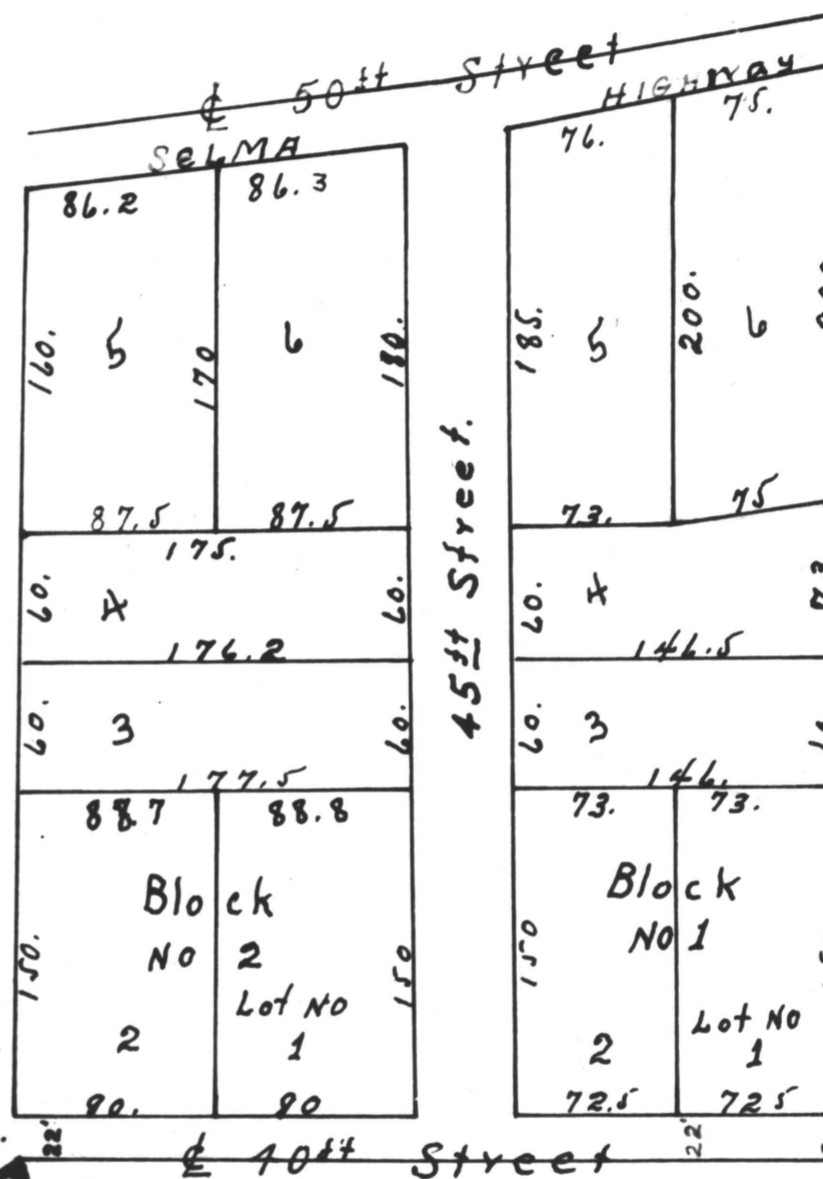 ℄ 50ft Street
SELMA HIGHWAY
86.2 86.3 76. 75.
160. 5 170 6 180. 185. 5 200. 6
87.5 87.5 73. 75
175.
45ft Street.
60. 4 60. 60. 4
176.2 146.5
60. 3 60. 60. 3
177.5 146.
88.7 88.8 73. 73.
Block Block
No 2 No 1
150. 150 150
Lot No Lot No
2 1 2 1
90. 90 72.5 72.5
22' 22'
℄ 40ft Street